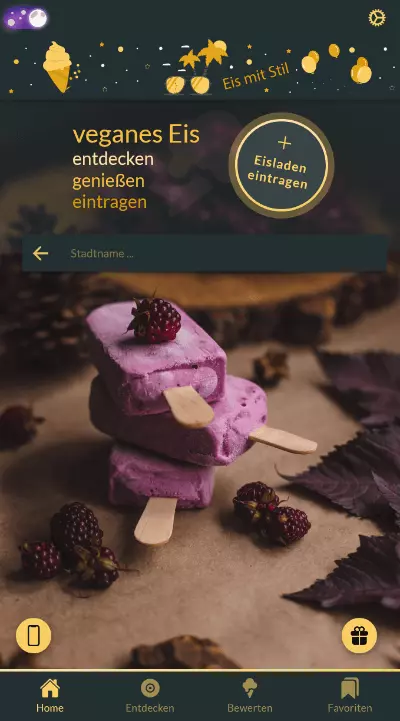 Eis mit Stil
veganes Eis
entdecken
genießen
eintragen
Eisladen
eintragen
Stadtname ...
Home
Entdecken
Bewerten
Favoriten